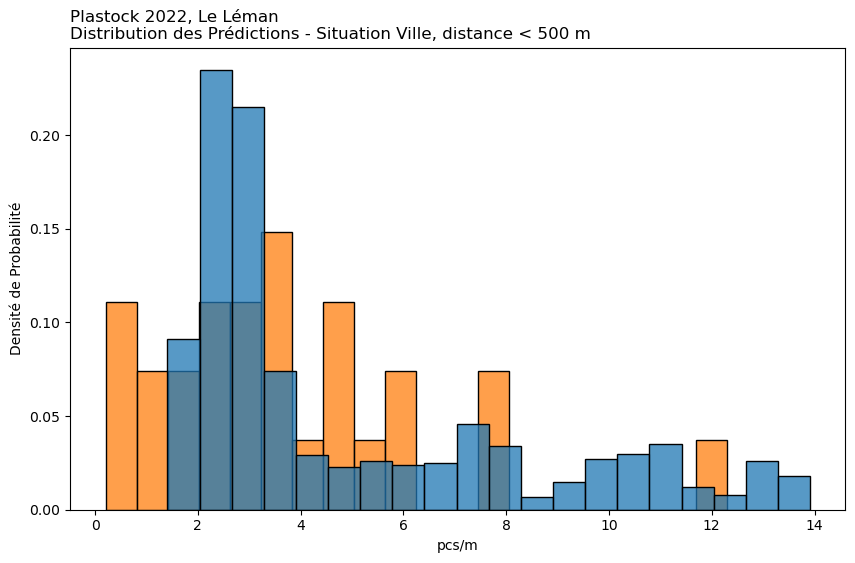 Plastock 2022, Le Léman
Distribution des Prédictions - Situation Ville, distance < 500 m
Densité de Probabilité
0.20
0.15
0.10
0.05
0.00
0 2 4 6 8 10 12 14
pcs/m